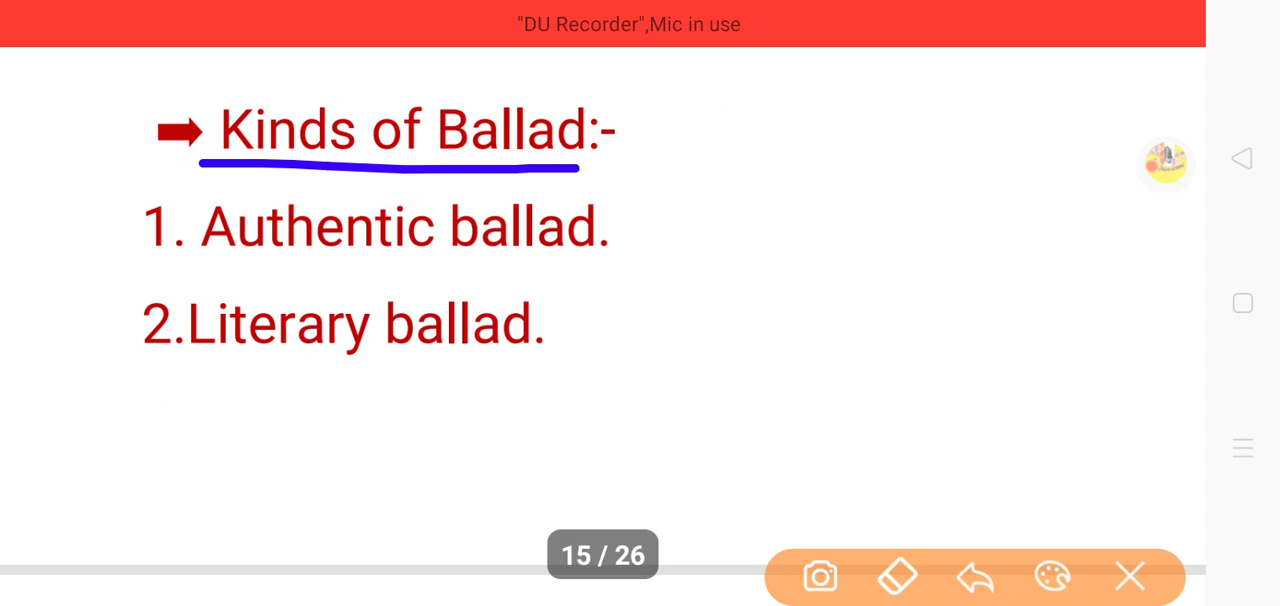 "DU Recorder",Mic in use
➡ Kinds of Ballad:-
1. Authentic ballad.
2.Literary ballad.
15 / 26